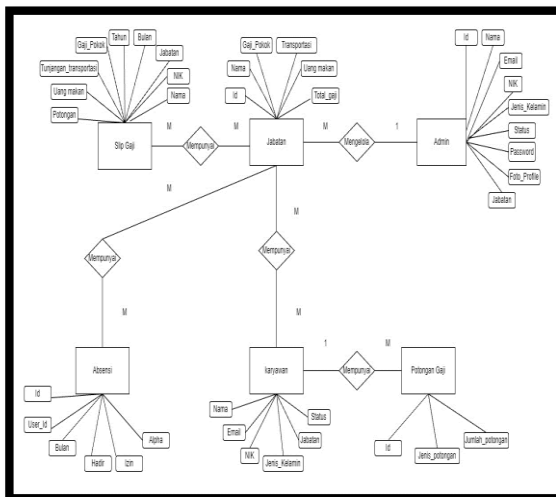 Tahun
Bulan
Gaji_Pokok
Jabatan
Tunjangan_transportasi
NIK
Uang makan
Nama
Potongan
Gaji_Pokok
Transportasi
Nama
Uang makan
Id
Total_gaji
Id
Nama
Email
NIK
Jenis_Kelamin
Status
Password
Foto_Profile
Jabatan
Slip Gaji
M
Mempunyai
M
Jabatan
M
Mengelola
1
Admin
M
Mempunyai
M
M
Mempunyai
M
Absensi
karyawan
1
Mempunyai
M
Potongan Gaji
Id
User_Id
Bulan
Hadir
Izin
Alpha
Nama
Email
NIK
Jenis_Kelamin
Jabatan
Status
Id
Jenis_potongan
Jumlah_potongan